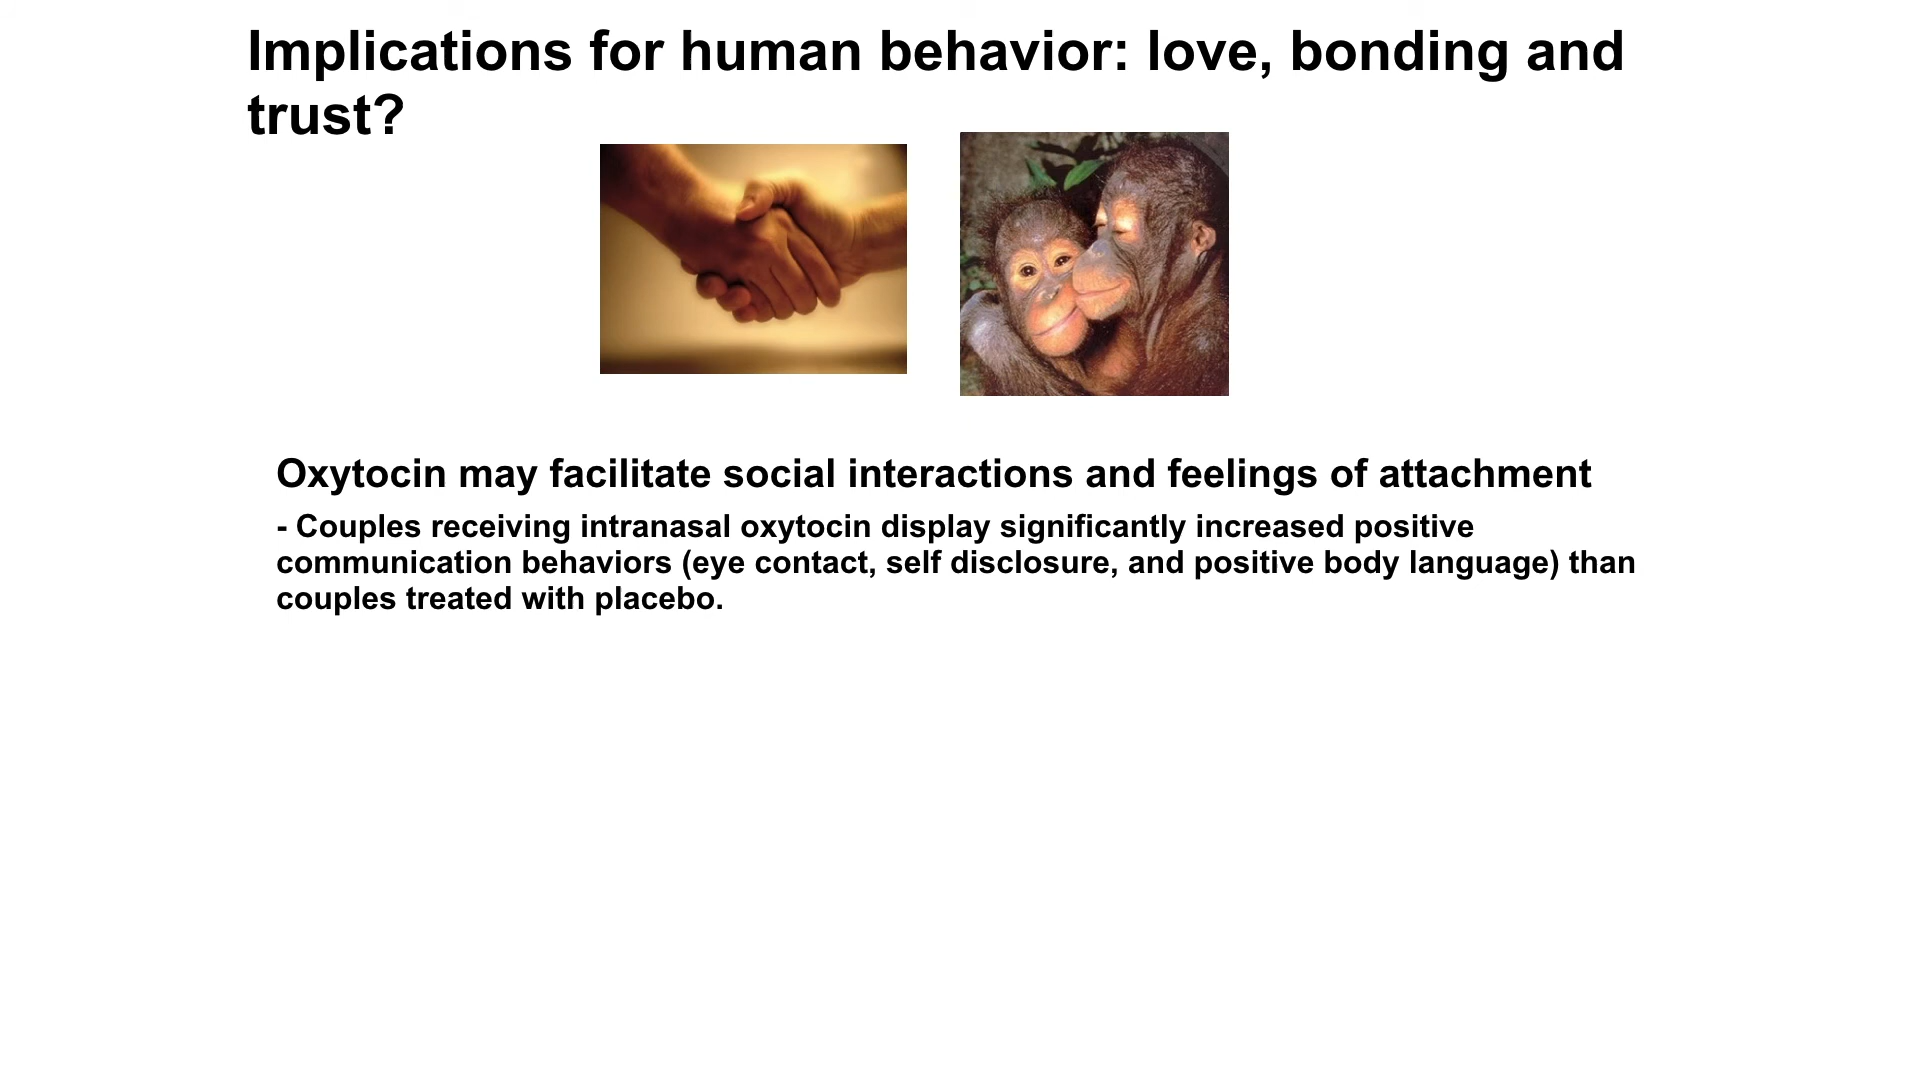 Implications for human behavior: love, bonding and
trust?
Oxytocin may facilitate social interactions and feelings of attachment
- Couples receiving intranasal oxytocin display significantly increased positive
communication behaviors (eye contact, self disclosure, and positive body language) than
couples treated with placebo.